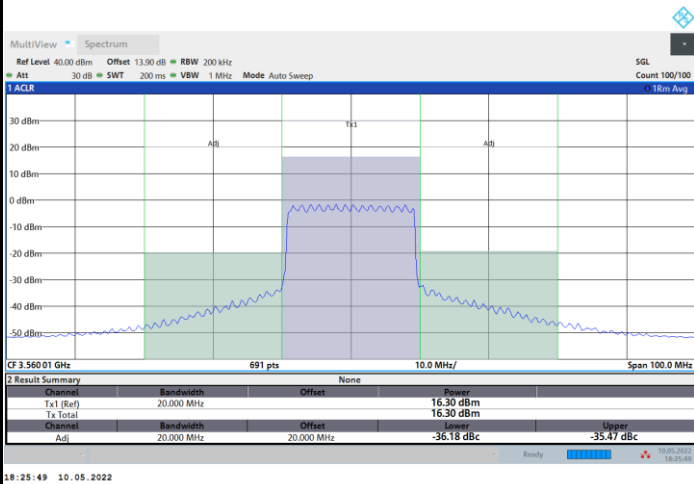 MultiView Spectrum
Ref Level 40.00 dBm Offset 13.90 dB RBW 200 kHz SGL
Att 30 dB SWT 200 ms VBW 1 MHz Mode Auto Sweep Count 100/100
1 ACLR 1Rm Avg
30 dBm
Tx1
20 dBm
Adj Adj
10 dBm
0 dBm
-10 dBm
-20 dBm
-30 dBm
-40 dBm
-50 dBm
CF 3.56001 GHz 691 pts 10.0 MHz/ Span 100.0 MHz
2 Result Summary None
Channel Bandwidth Offset Power
Tx1 (Ref) 20.000 MHz 16.30 dBm
Tx Total 16.30 dBm
Channel Bandwidth Offset Lower Upper
Adj 20.000 MHz 20.000 MHz -36.18 dBc -35.47 dBc
Ready 10.05.2022
18:25:49
18:25:49 10.05.2022